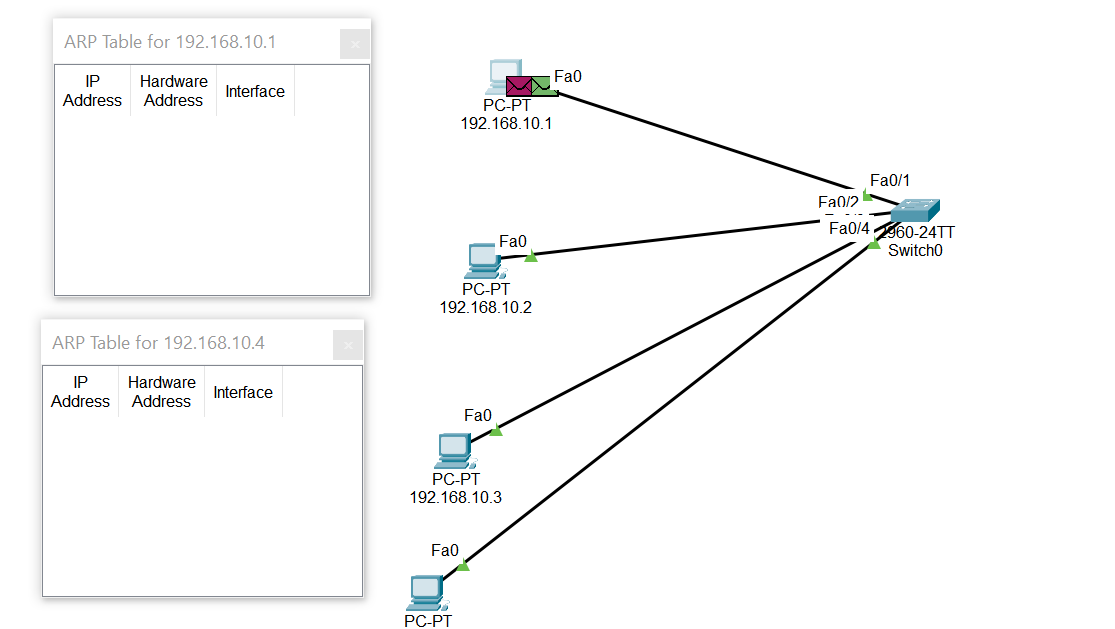 ARP Table for 192.168.10.1
IP Address
Hardware Address
Interface
ARP Table for 192.168.10.4
IP Address
Hardware Address
Interface
Fa0
PC-PT
192.168.10.1
Fa0/1
Fa0/2
Fa0/4
2960-24TT
Switch0
Fa0
PC-PT
192.168.10.2
Fa0
PC-PT
192.168.10.3
Fa0
PC-PT